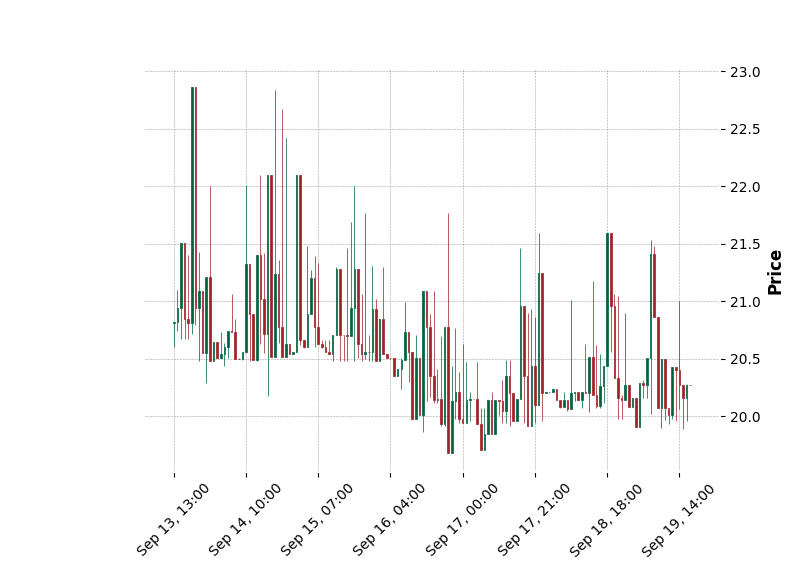 23.0
22.5
22.0
21.5
21.0
20.5
20.0
Price
Sep 13, 13:00
Sep 14, 10:00
Sep 15, 07:00
Sep 16, 04:00
Sep 17, 00:00
Sep 17, 21:00
Sep 18, 18:00
Sep 19, 14:00